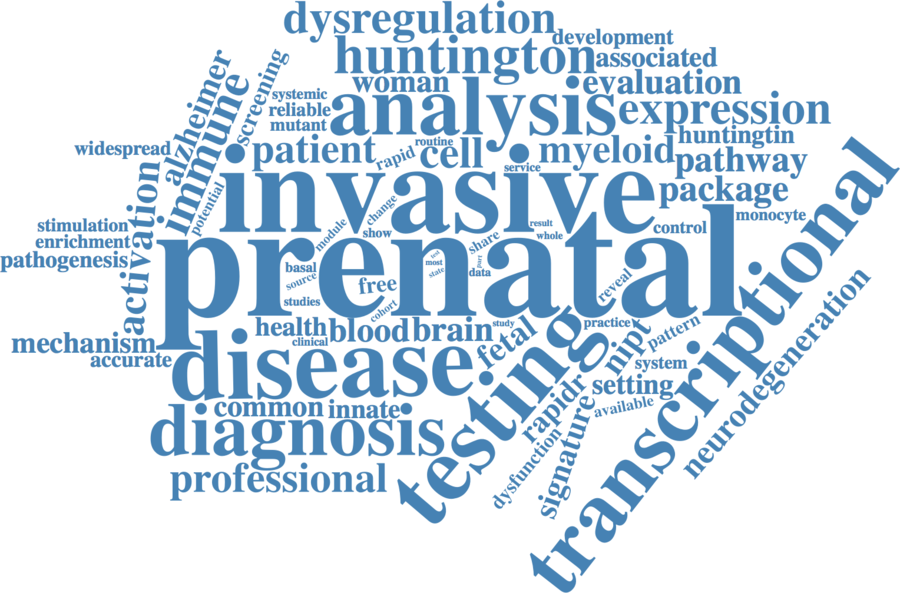 dysregulation
development
huntington
associated
woman
evaluation
systemic
reliable
mutant
analysis
expression
screening
alzheimer
immune
widespread
patient
rapid
routine
cell
myeloid
huntingtin
service
pathway
package
invasive
potential
activation
stimulation
enrichment
pathogenesis
module
change
show
share
result
whole
control
monocyte
prenatal
basal
source
free
test
most
state
part
data
studies
cohort
reveal
transcriptional
health
clinical
blood
brain
study
fetal
practice
nipt
pattern
mechanism
accurate
disease
testing
system
setting
rapidr
available
neurodegeneration
common
innate
diagnosis
signature
dysfunction
professional